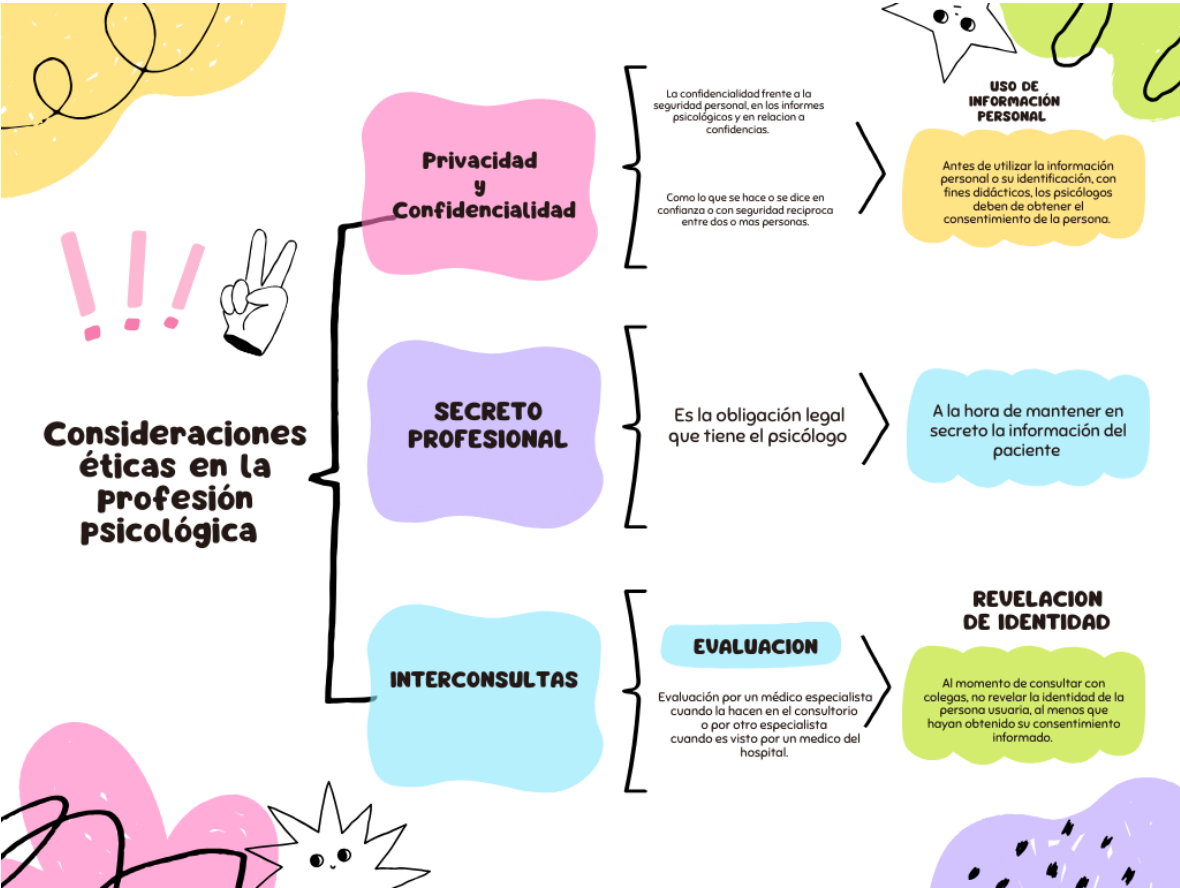 Consideraciones
éticas en la
profesión
psicológica
Privacidad
y
Confidencialidad
La confidencialidad frente a la
seguridad personal, en los informes
psicológicos y en relacion a
confidencias.
Como lo que se hace o se dice en
confianza o con seguridad reciproca
entre dos o mas personas.
USO DE
INFORMACIÓN
PERSONAL
Antes de utilizar la información
personal o su identificación, con
fines didácticos, los psicólogos
deben de obtener el
consentimiento de la persona.
SECRETO
PROFESIONAL
Es la obligación legal
que tiene el psicólogo
A la hora de mantener en
secreto la información del
paciente
INTERCONSULTAS
EVALUACION
Evaluación por un médico especialista
cuando la hacen en el consultorio
o por otro especialista
cuando es visto por un medico del
hospital.
REVELACION
DE IDENTIDAD
Al momento de consultar con
colegas, no revelar la identidad de la
persona usuaria, al menos que
hayan obtenido su consentimiento
informado.